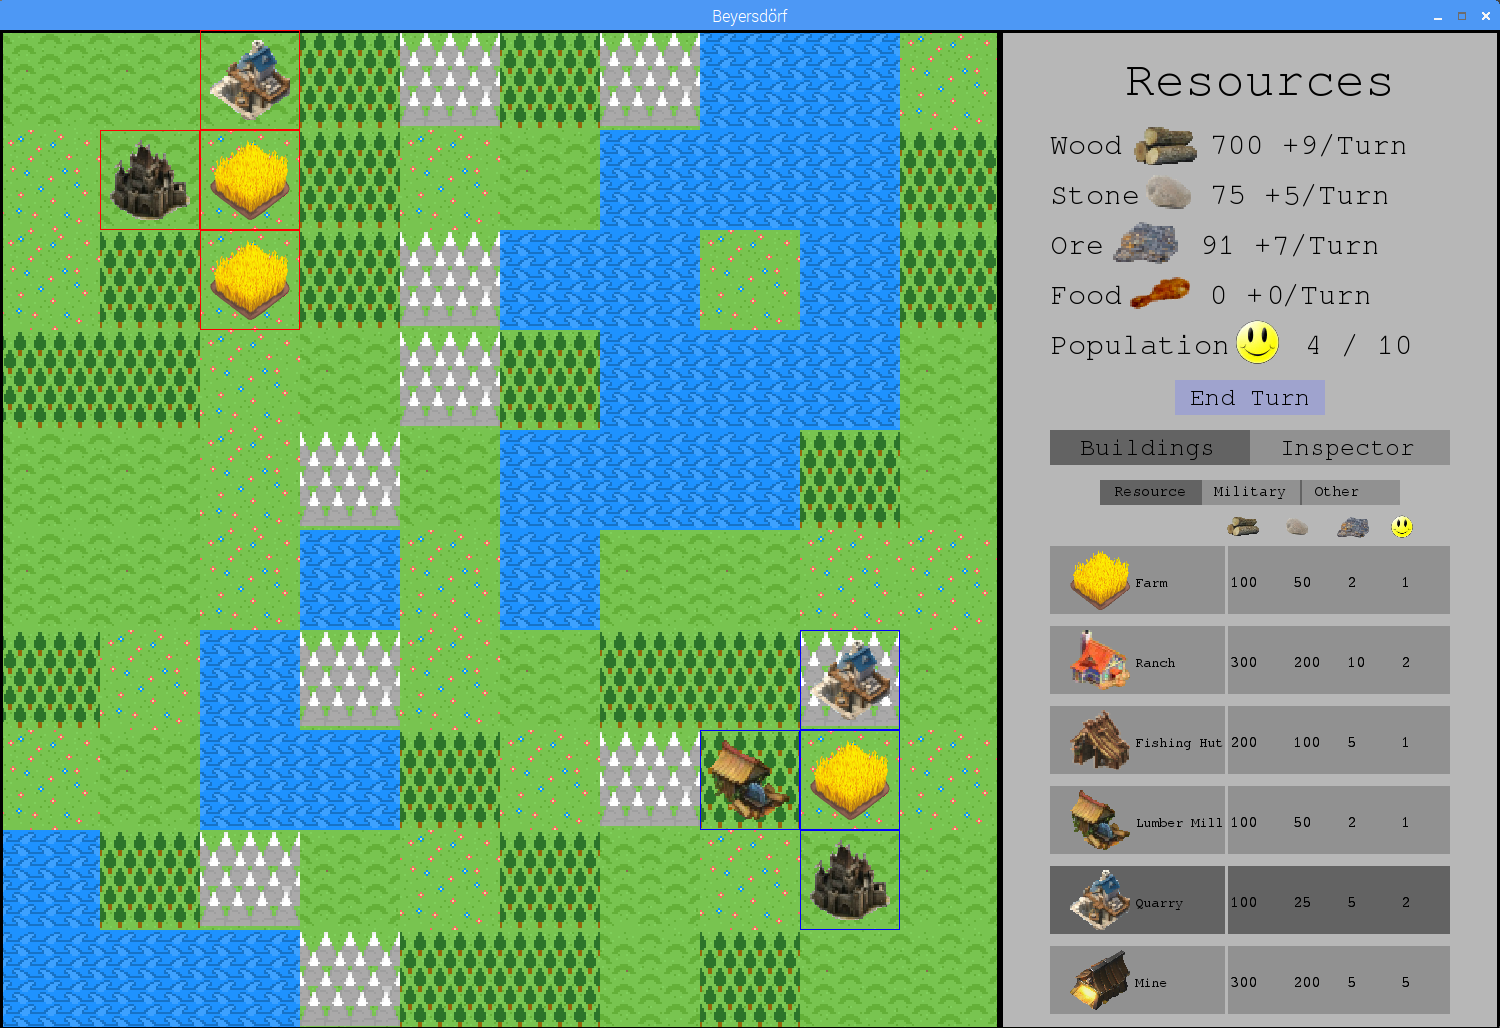 Beyersdörf
Resources
Wood 700 +9/Turn
Stone 75 +5/Turn
Ore 91 +7/Turn
Food 0 +0/Turn
Population 4 / 10
End Turn
Buildings Inspector
Resource Military Other
Farm 100 50 2 1
Ranch 300 200 10 2
Fishing Hut 200 100 5 1
Lumber Mill 100 50 2 1
Quarry 100 25 5 2
Mine 300 200 5 5